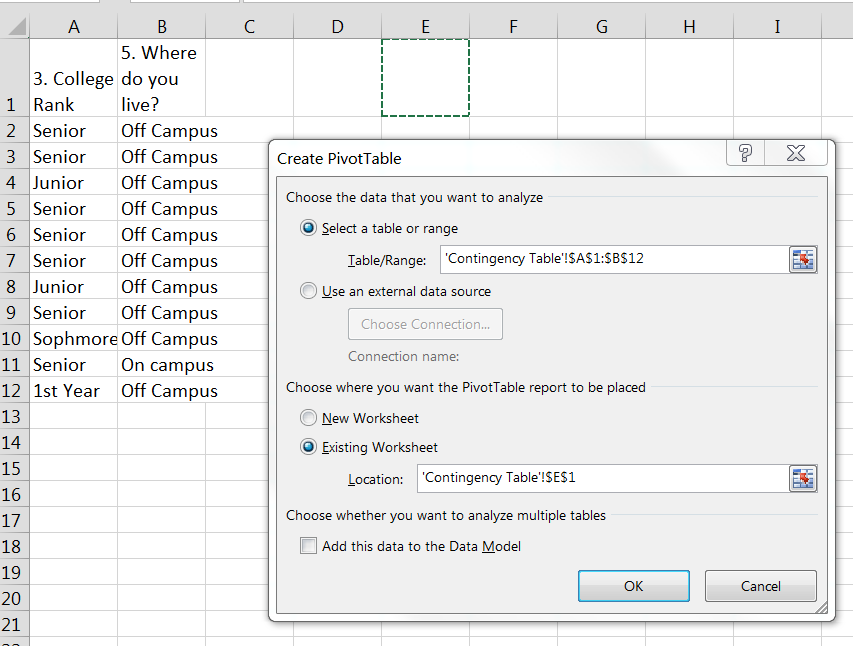 A B C D E F G H I
1 3. College Rank 5. Where do you live?
2 Senior Off Campus
3 Senior Off Campus
4 Junior Off Campus
5 Senior Off Campus
6 Senior Off Campus
7 Senior Off Campus
8 Junior Off Campus
9 Senior Off Campus
10 Sophmore Off Campus
11 Senior On campus
12 1st Year Off Campus
13
14
15
16
17
18
19
20
21
Create PivotTable
Choose the data that you want to analyze
Select a table or range
Table/Range: 'Contingency Table'!$A$1:$B$12
Use an external data source
Choose Connection...
Connection name:
Choose where you want the PivotTable report to be placed
New Worksheet
Existing Worksheet
Location: 'Contingency Table'!$E$1
Choose whether you want to analyze multiple tables
Add this data to the Data Model
OK Cancel